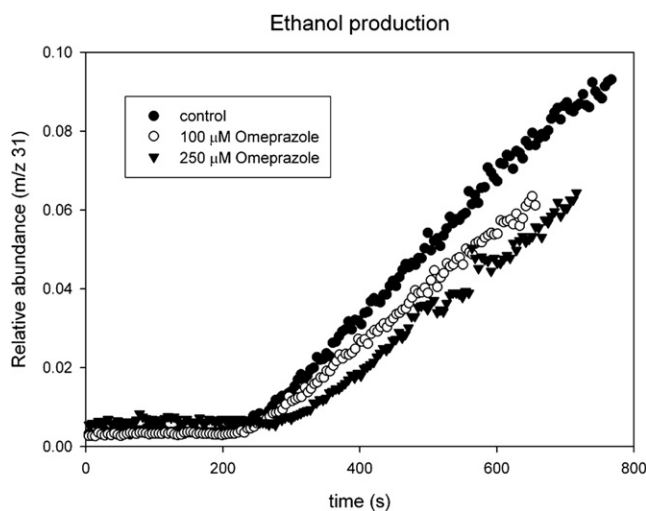 Ethanol production
0.10
0.08
0.06
0.04
0.02
0.00
Relative abundance (m/z 31)
control
100 μM Omeprazole
250 μM Omeprazole
0 200 400 600 800
time (s)